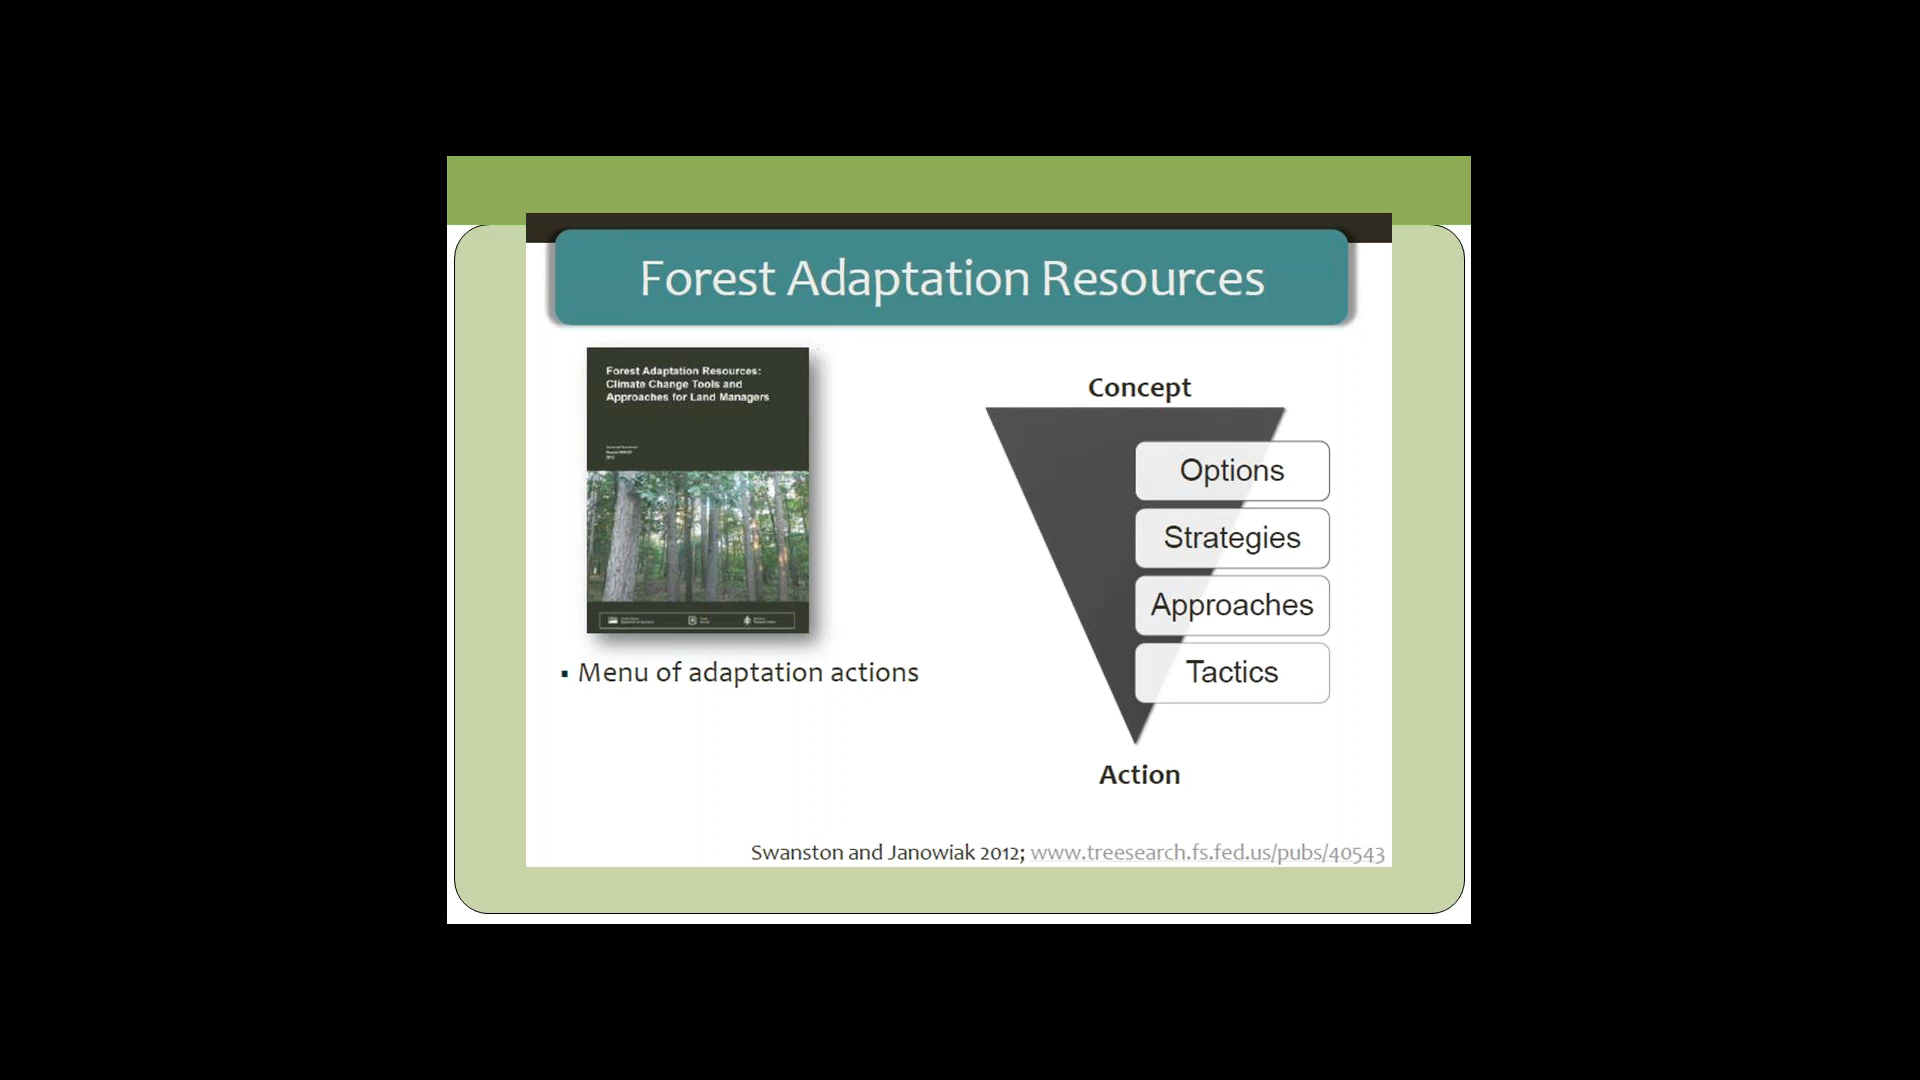 Forest Adaptation Resources
Forest Adaptation Resources:
Climate Change Tools and
Approaches for Land Managers
▪ Menu of adaptation actions
Concept
Options
Strategies
Approaches
Tactics
Action
Swanston and Janowiak 2012; www.treesearch.fs.fed.us/pubs/40543